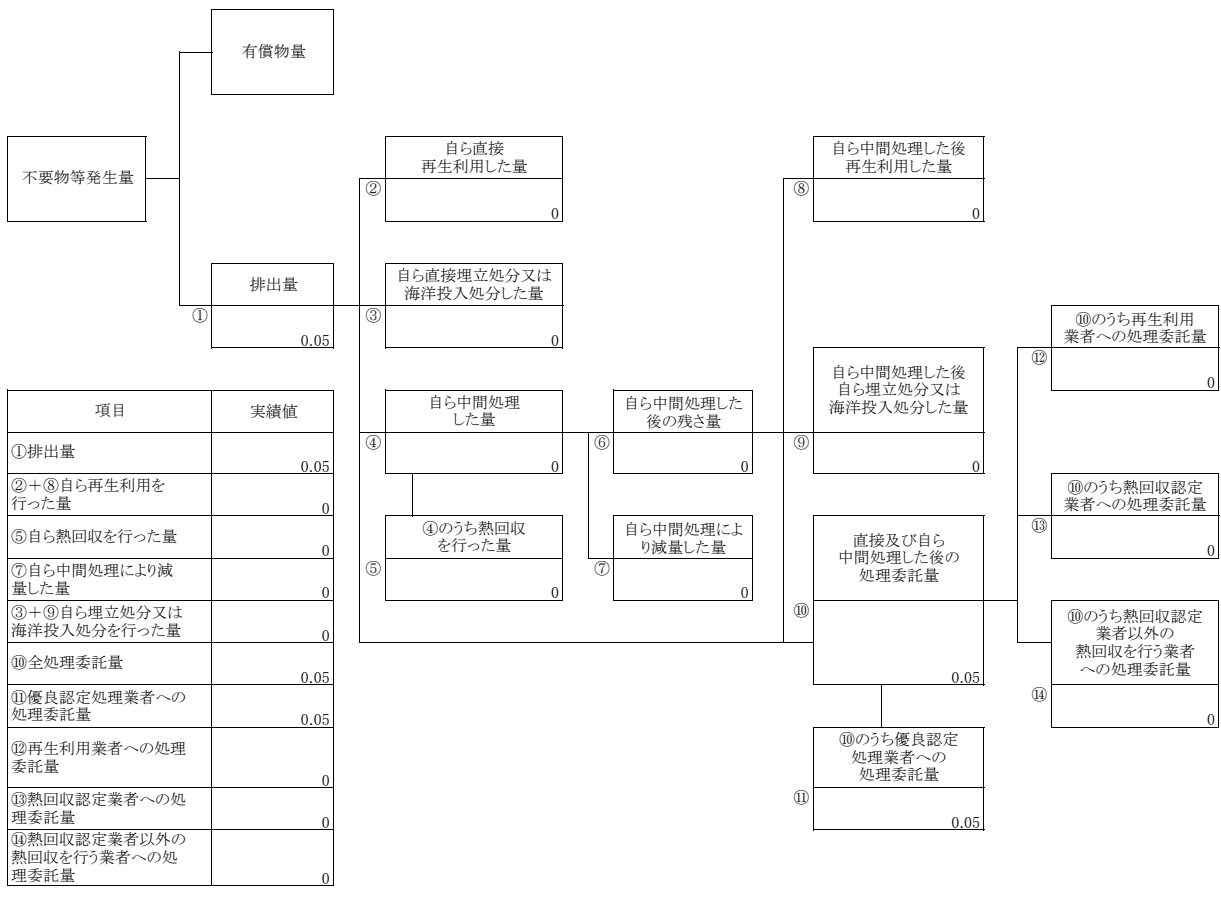 有償物量
不要物等発生量
排出量
①
0.05
自ら直接
再生利用した量
②
0
自ら直接埋立処分又は
海洋投入処分した量
③
0
自ら中間処理
した量
④
0
④のうち熱回収
を行った量
⑤
0
自ら中間処理した
後の残さ量
⑥
0
自ら中間処理によ
り減量した量
⑦
0
自ら中間処理した後
再生利用した量
⑧
0
自ら中間処理した後
自ら埋立処分又は
海洋投入処分した量
⑨
0
直接及び自ら
中間処理した後の
処理委託量
⑩
0.05
⑩のうち優良認定
処理業者への
処理委託量
⑪
0.05
⑩のうち再生利用
業者への処理委託量
⑫
0
⑩のうち熱回収認定
業者への処理委託量
⑬
0
⑩のうち熱回収認定
業者以外の
熱回収を行う業者
への処理委託量
⑭
0
項目 実績値
①排出量
0.05
②＋⑧自ら再生利用を
行った量
0
⑤自ら熱回収を行った量
0
⑦自ら中間処理により減
量した量
0
③＋⑨自ら埋立処分又は
海洋投入処分を行った量
0
⑩全処理委託量
0.05
⑪優良認定処理業者への
処理委託量
0.05
⑫再生利用業者への処理
委託量
0
⑬熱回収認定業者への処
理委託量
0
⑭熱回収認定業者以外の
熱回収を行う業者への処
理委託量
0